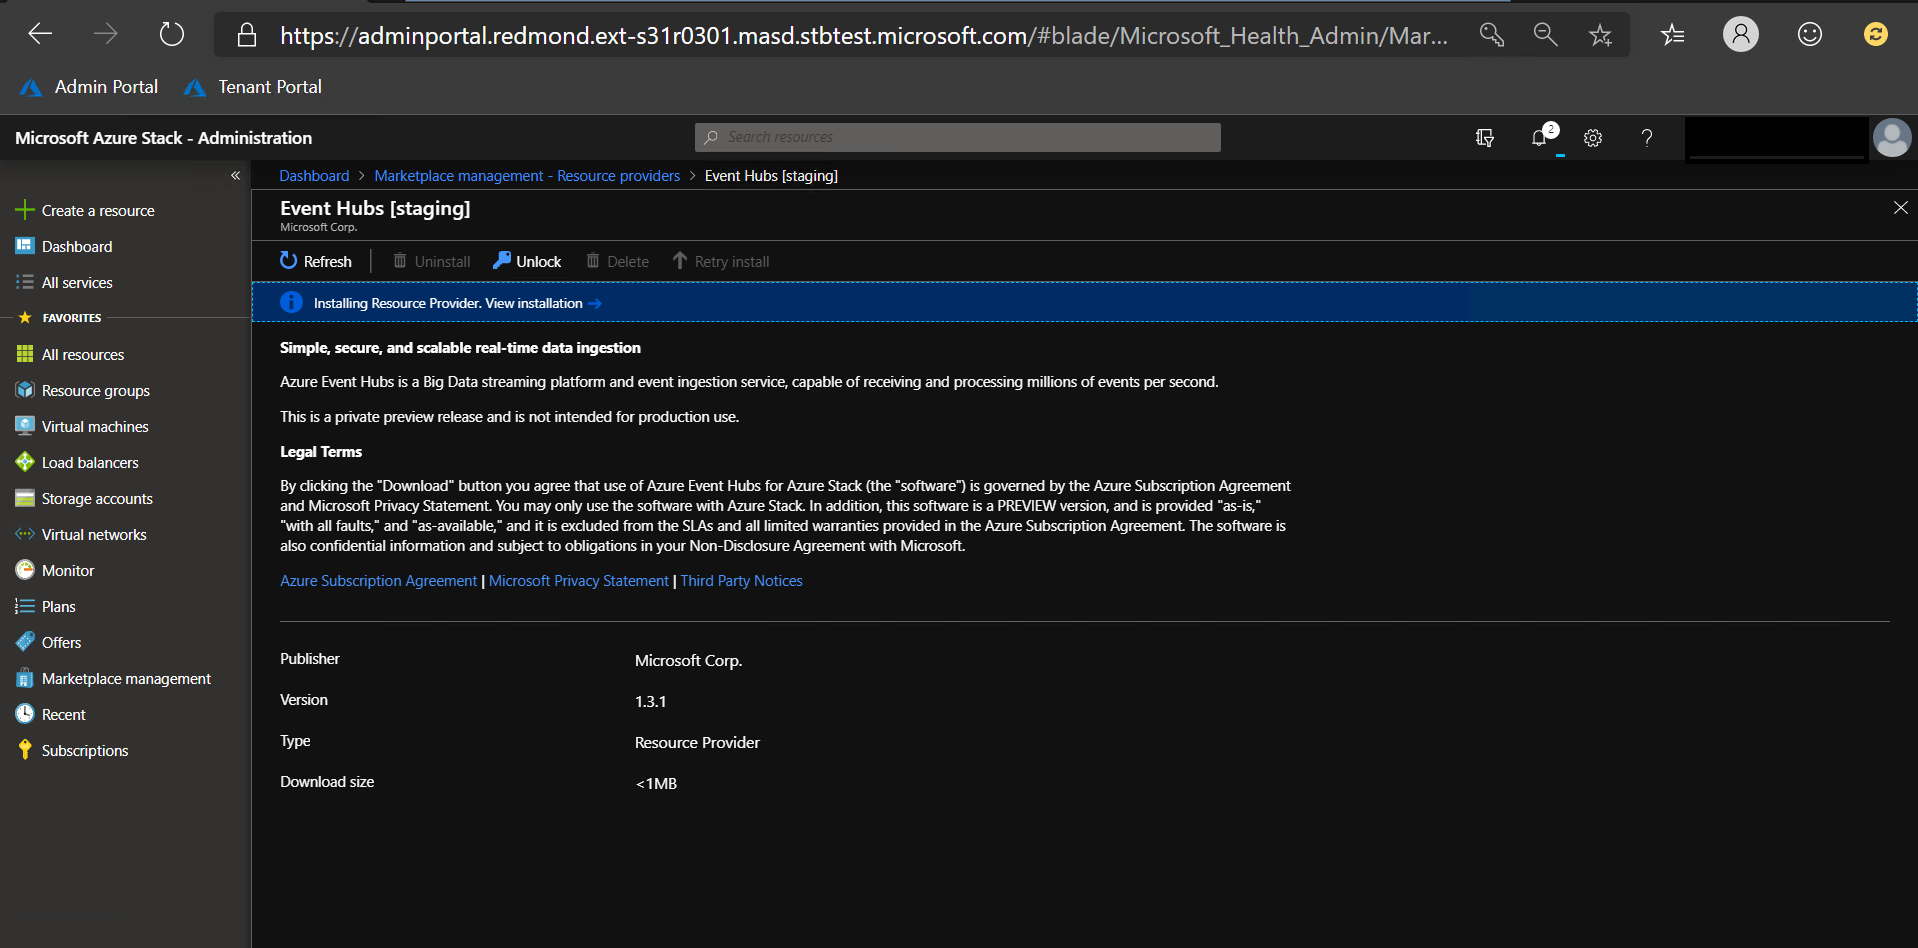 https://adminportal.redmond.ext-s31r0301.masd.stbtest.microsoft.com/#blade/Microsoft_Health_Admin/Mar...
Admin Portal
Tenant Portal
Microsoft Azure Stack - Administration
Search resources
2
?
«
Dashboard > Marketplace management - Resource providers > Event Hubs [staging]
Create a resource
Dashboard
All services
FAVORITES
All resources
Resource groups
Virtual machines
Load balancers
Storage accounts
Virtual networks
Monitor
Plans
Offers
Marketplace management
Recent
Subscriptions
Event Hubs [staging]
Microsoft Corp.
Refresh
Uninstall
Unlock
Delete
Retry install
Installing Resource Provider. View installation →
Simple, secure, and scalable real-time data ingestion
Azure Event Hubs is a Big Data streaming platform and event ingestion service, capable of receiving and processing millions of events per second.
This is a private preview release and is not intended for production use.
Legal Terms
By clicking the "Download" button you agree that use of Azure Event Hubs for Azure Stack (the "software") is governed by the Azure Subscription Agreement
and Microsoft Privacy Statement. You may only use the software with Azure Stack. In addition, this software is a PREVIEW version, and is provided "as-is,"
"with all faults," and "as-available," and it is excluded from the SLAs and all limited warranties provided in the Azure Subscription Agreement. The software is
also confidential information and subject to obligations in your Non-Disclosure Agreement with Microsoft.
Azure Subscription Agreement | Microsoft Privacy Statement | Third Party Notices
Publisher Microsoft Corp.
Version 1.3.1
Type Resource Provider
Download size <1MB